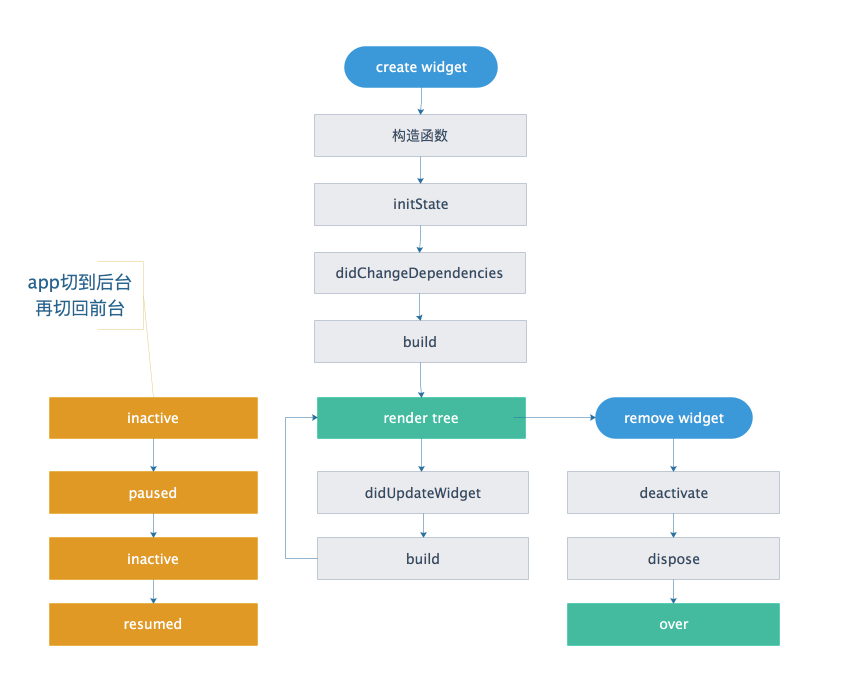 create widget
构造函数
initState
didChangeDependencies
build
app切到后台
再切回前台
inactive
paused
inactive
resumed
render tree
didUpdateWidget
build
remove widget
deactivate
dispose
over